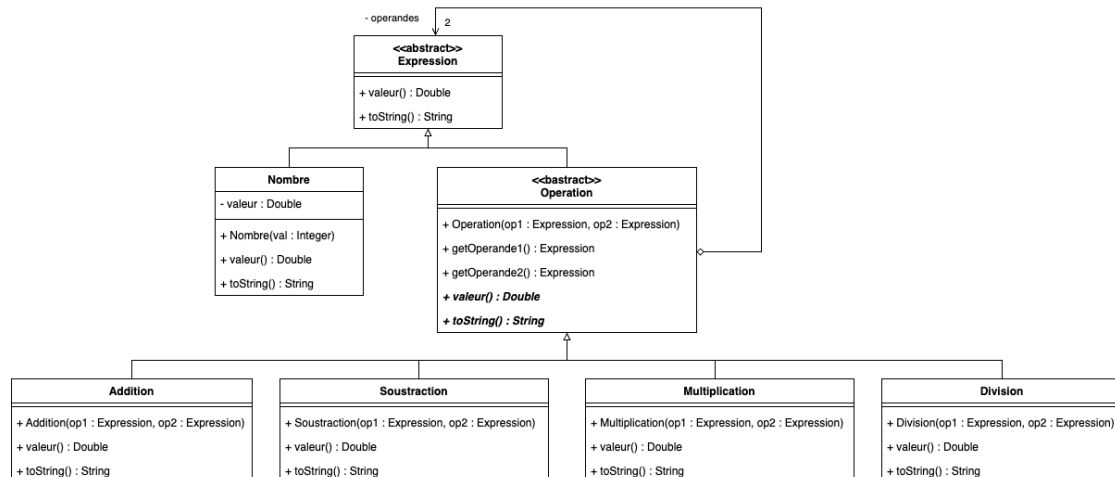 - operandes
2
<<abstract>>
Expression
+ valeur() : Double
+ toString() : String
Nombre
- valeur : Double
+ Nombre(val : Integer)
+ valeur() : Double
+ toString() : String
<<bastract>>
Operation
+ Operation(op1 : Expression, op2 : Expression)
+ getOperande1() : Expression
+ getOperande2() : Expression
+ valeur() : Double
+ toString() : String
Addition
+ Addition(op1 : Expression, op2 : Expression)
+ valeur() : Double
+ toString() : String
Soustraction
+ Soustraction(op1 : Expression, op2 : Expression)
+ valeur() : Double
+ toString() : String
Multiplication
+ Multiplication(op1 : Expression, op2 : Expression)
+ valeur() : Double
+ toString() : String
Division
+ Division(op1 : Expression, op2 : Expression)
+ valeur() : Double
+ toString() : String